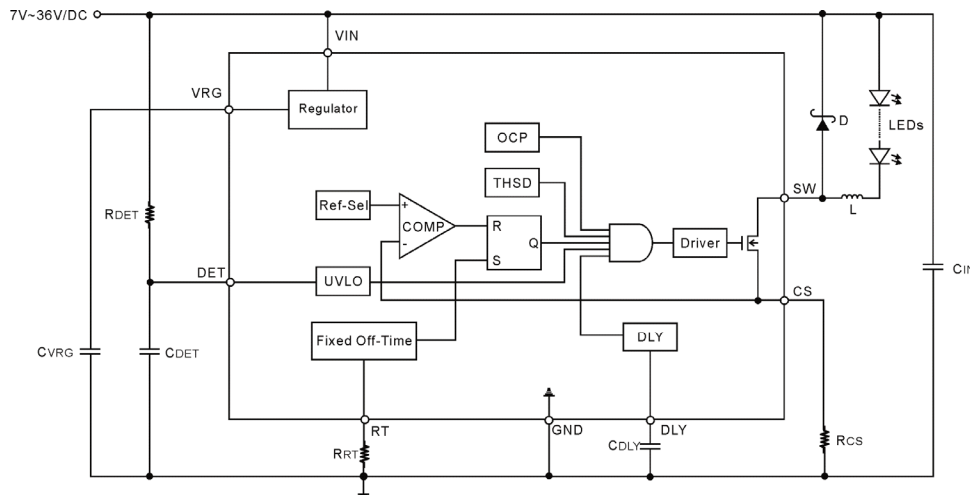 7V~36V/DC
VIN
VRG
Regulator
OCP
D
LEDs
THSD
SW
Ref-Sel
+
COMP
-
R
S
Q
Driver
L
RDET
DET
UVLO
CS
CIN
Fixed Off-Time
DLY
CVRG
CDET
RT
GND
DLY
RRT
CDLY
RCS